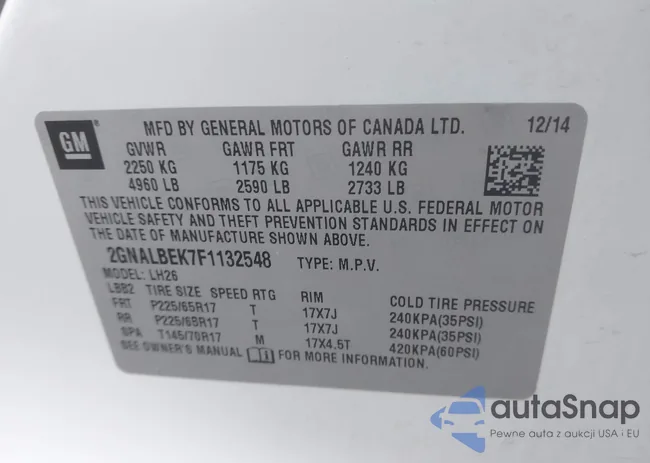 GM
MFD BY GENERAL MOTORS OF CANADA LTD. 12/14
GVWR GAWR FRT GAWR RR
2250 KG 1175 KG 1240 KG
4960 LB 2590 LB 2733 LB
THIS VEHICLE CONFORMS TO ALL APPLICABLE U.S. FEDERAL MOTOR
VEHICLE SAFETY AND THEFT PREVENTION STANDARDS IN EFFECT ON
THE DATE OF MANUFACTURE SHOWN ABOVE.
2GNALBEK7F1132548 TYPE: M.P.V.
MODEL: LH26
LBB2 TIRE SIZE SPEED RTG RIM COLD TIRE PRESSURE
FRT P225/65R17 T 17X7J 240KPA(35PSI)
RR P225/65R17 T 17X7J 240KPA(35PSI)
SPA T145/70R17 M 17X4.5T 420KPA(60PSI)
SEE OWNER'S MANUAL FOR MORE INFORMATION.
autaSnap
Pewne auta z aukcji USA i EU